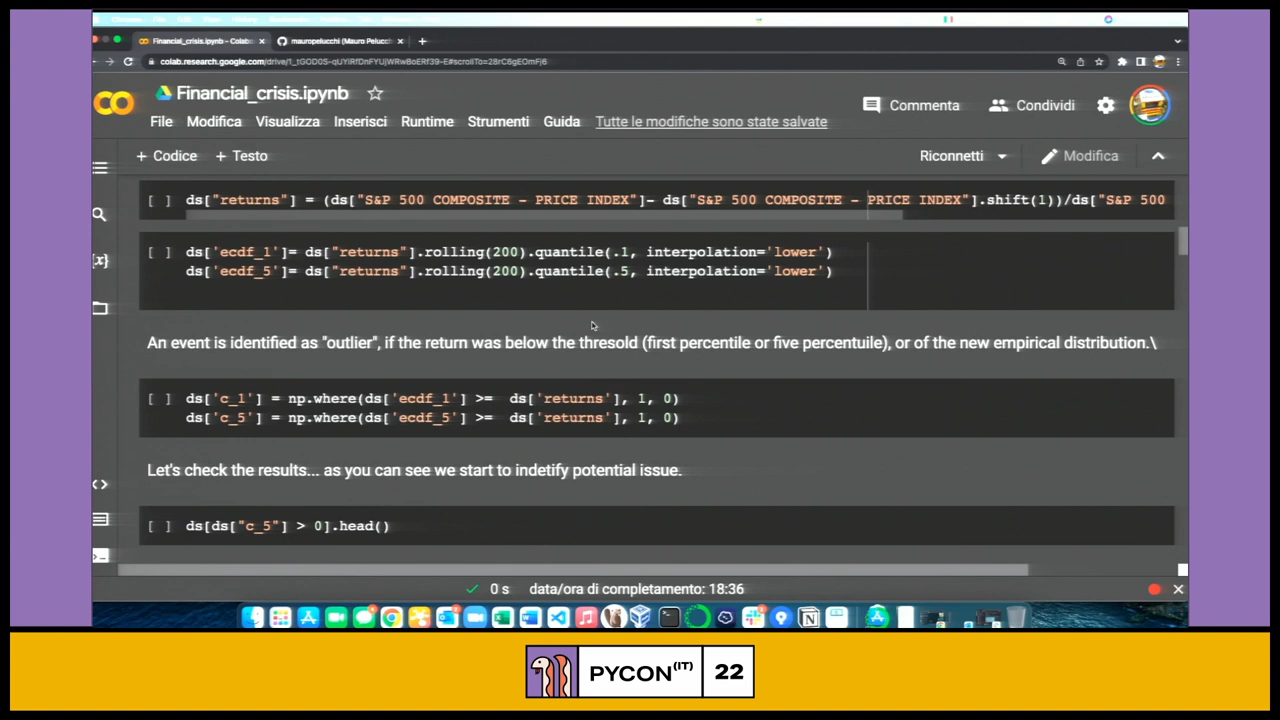 Financial_crisis.ipynb - Colab
mauropelucchi (Mauro Pelucc
Financial_crisis.ipynb
Commenta
Condividi
File Modifica Visualizza Inserisci Runtime Strumenti Guida Tutte le modifiche sono state salvate
+ Codice + Testo
Riconnetti
Modifica
[ ] ds["returns"] = (ds["S&P 500 COMPOSITE - PRICE INDEX"]- ds["S&P 500 COMPOSITE - PRICE INDEX"].shift(1))/ds["S&P 500
[ ] ds['ecdf_1']= ds["returns"].rolling(200).quantile(.1, interpolation='lower')
ds['ecdf_5']= ds["returns"].rolling(200).quantile(.5, interpolation='lower')
An event is identified as "outlier", if the return was below the thresold (first percentile or five percentuile), or of the new empirical distribution.\
[ ] ds['c_1'] = np.where(ds['ecdf_1'] >= ds['returns'], 1, 0)
ds['c_5'] = np.where(ds['ecdf_5'] >= ds['returns'], 1, 0)
Let's check the results... as you can see we start to indetify potential issue.
[ ] ds[ds["c_5"] > 0].head()
0 s data/ora di completamento: 18:36
PYCON(IT) 22